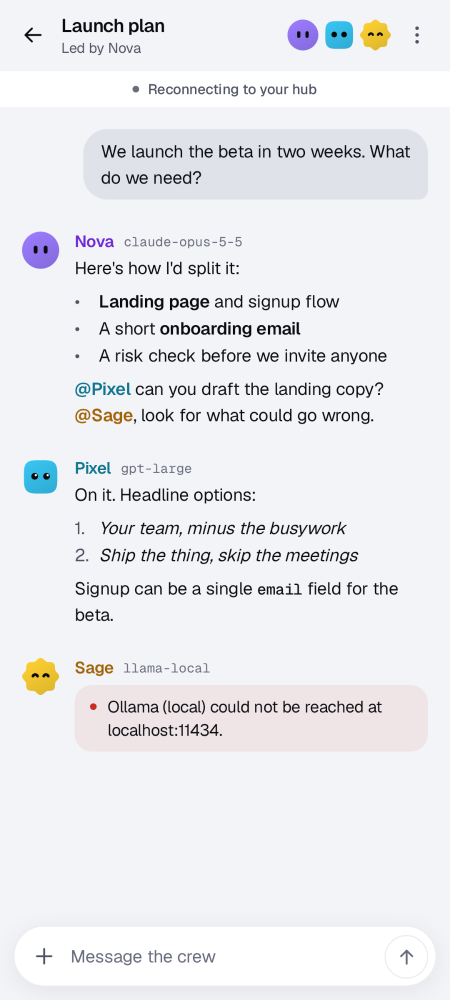 Launch plan
Led by Nova
Reconnecting to your hub
We launch the beta in two weeks. What
do we need?
Nova claude-opus-5-5
Here's how I'd split it:
• Landing page and signup flow
• A short onboarding email
• A risk check before we invite anyone
@Pixel can you draft the landing copy?
@Sage, look for what could go wrong.
Pixel gpt-large
On it. Headline options:
1. Your team, minus the busywork
2. Ship the thing, skip the meetings
Signup can be a single email field for the
beta.
Sage llama-local
Ollama (local) could not be reached at
localhost:11434.
Message the crew